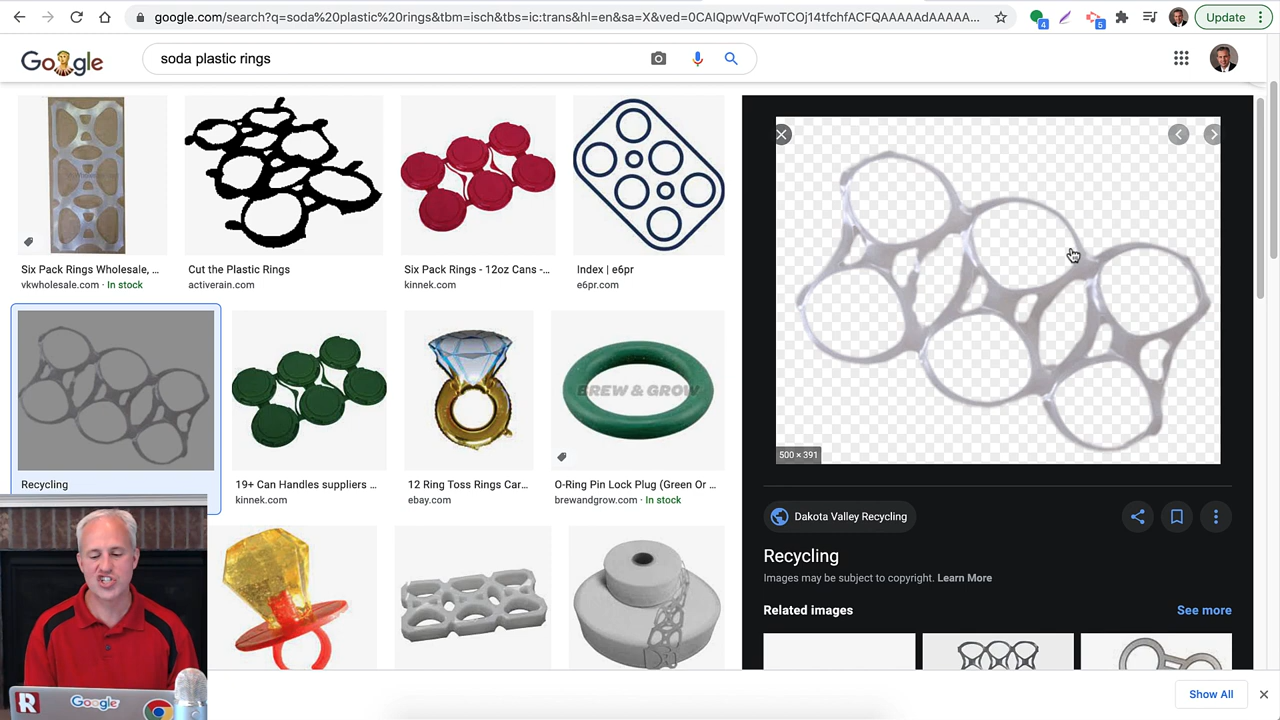 google.com/search?q=soda%20plastic%20rings&tbm=isch&tbs=ic:trans&hl=en&sa=X&ved=0CAIQpwVqFwoTCOj14tfchfACFQAAAAAdAAAAA...
4
5
Update
Google
soda plastic rings
Six Pack Rings Wholesale, ...
vkwholesale.com · In stock
Cut the Plastic Rings
activerain.com
Six Pack Rings - 12oz Cans -...
kinnek.com
Index | e6pr
e6pr.com
Recycling
19+ Can Handles suppliers ...
kinnek.com
12 Ring Toss Rings Car...
ebay.com
BREW & GROW
O-Ring Pin Lock Plug (Green Or ...
brewandgrow.com · In stock
500 × 391
Dakota Valley Recycling
Recycling
Images may be subject to copyright. Learn More
Related images
See more
R
Google
Show All